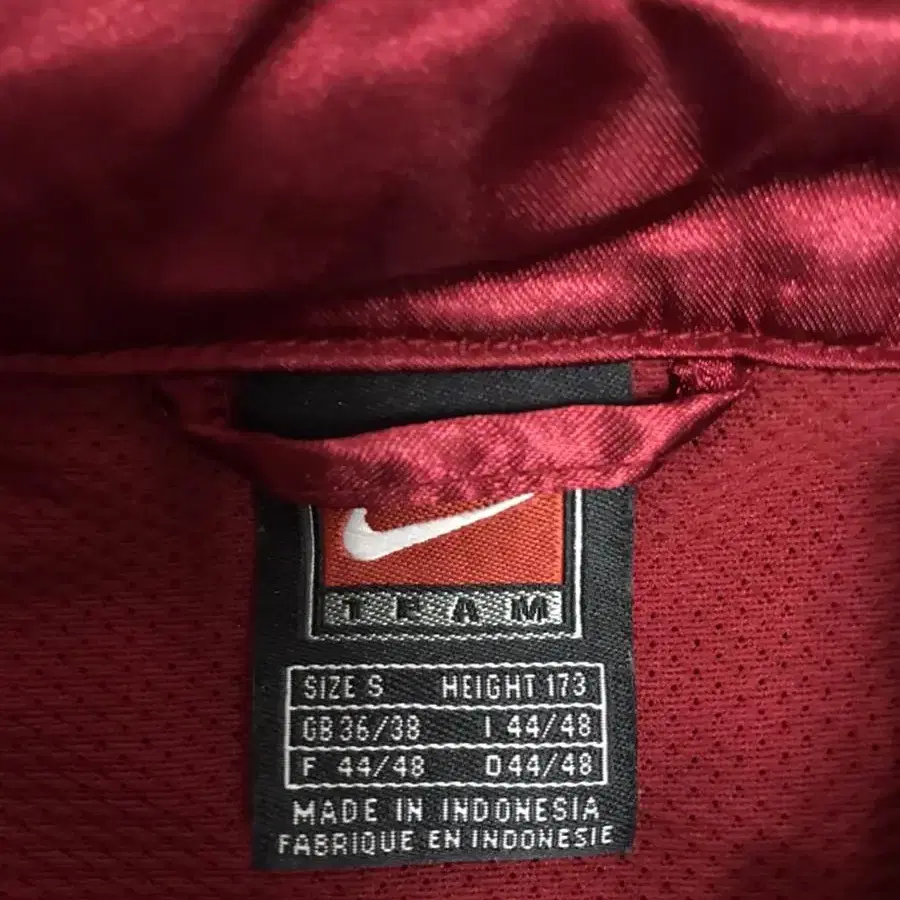 TEAM
SIZE S HEIGHT 173
GB 36/38 I 44/48
F 44/48 D 44/48
MADE IN INDONESIA
FABRIQUE EN INDONESIE